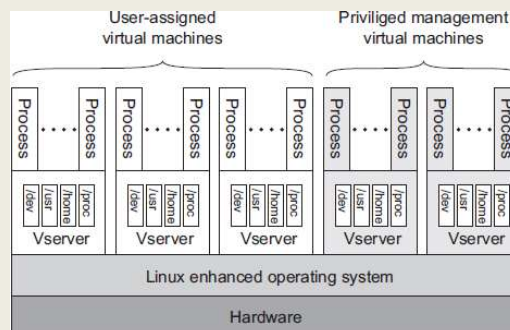 User-assigned
virtual machines
Priviliged management
virtual machines
Process
Process
Process
Process
Process
Process
Process
Process
Process
Process
/dev
/usr
/home
/proc
/dev
/usr
/home
/proc
/dev
/usr
/home
/proc
/dev
/usr
/home
/proc
/dev
/usr
/home
/proc
Vserver
Vserver
Vserver
Vserver
Vserver
Linux enhanced operating system
Hardware